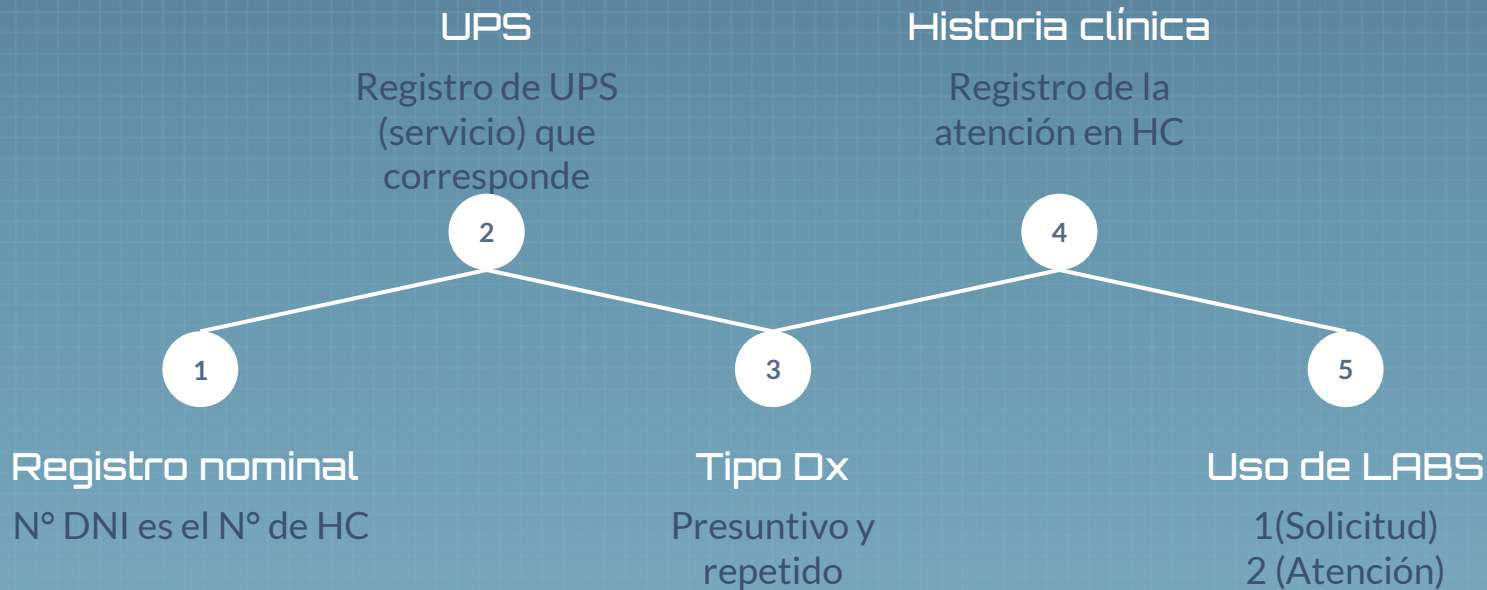 UPS
Registro de UPS
(servicio) que
corresponde
Historia clínica
Registro de la
atención en HC
2
4
1
3
5
Registro nominal
N° DNI es el N° de HC
Tipo Dx
Presuntivo y
repetido
Uso de LABS
1(Solicitud)
2 (Atención)